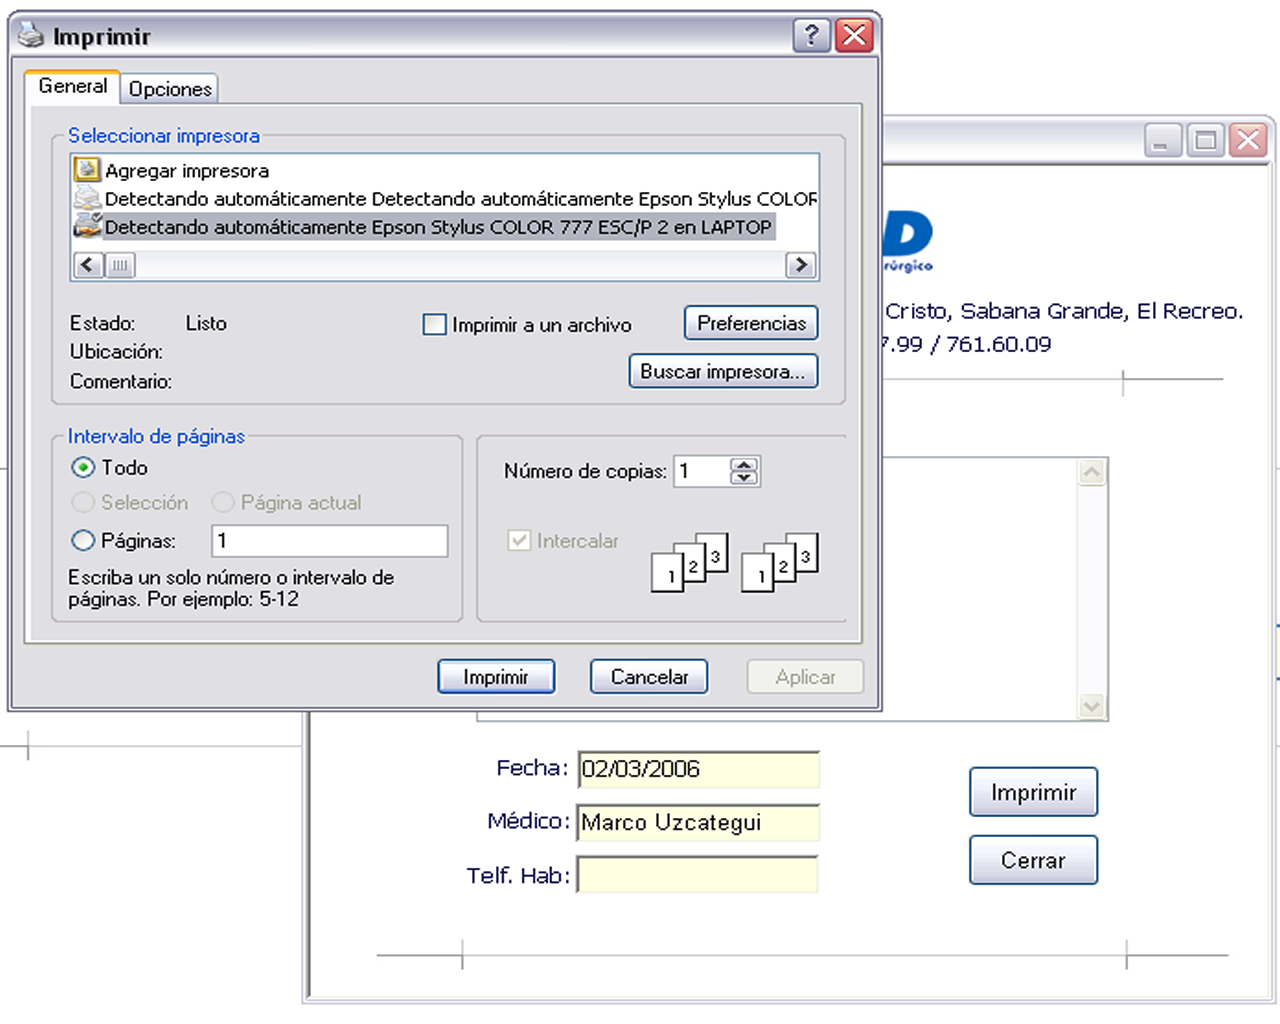 Imprimir
General
Opciones
Seleccionar impresora
Agregar impresora
Detectando automáticamente Detectando automáticamente Epson Stylus COLOR
Detectando automáticamente Epson Stylus COLOR 777 ESC/P 2 en LAPTOP
Estado: Listo
Imprimir a un archivo
Preferencias
Ubicación:
Comentario:
Buscar impresora...
Intervalo de páginas
Todo
Selección
Página actual
Páginas: 1
Escriba un solo número o intervalo de
páginas. Por ejemplo: 5-12
Número de copias: 1
Intercalar
1 2 3 1 2 3
Imprimir
Cancelar
Aplicar
D
rúrgico
Cristo, Sabana Grande, El Recreo.
7.99 / 761.60.09
Fecha: 02/03/2006
Médico: Marco Uzcategui
Telf. Hab:
Imprimir
Cerrar